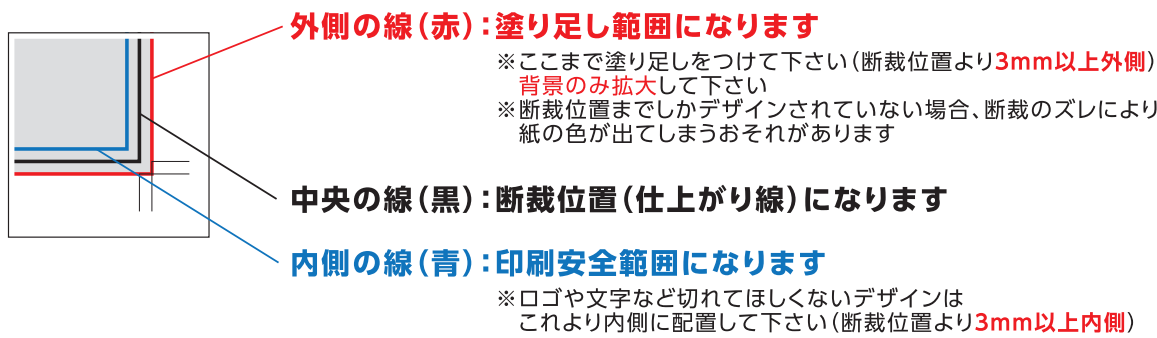 外側の線（赤）：塗り足し範囲になります
※ここまで塗り足しをつけて下さい（断裁位置より3mm以上外側）
背景のみ拡大して下さい
※断裁位置までしかデザインされていない場合、断裁のズレにより
紙の色が出てしまうおそれがあります
中央の線（黒）：断裁位置（仕上がり線）になります
内側の線（青）：印刷安全範囲になります
※ロゴや文字など切れてほしくないデザインは
これより内側に配置して下さい（断裁位置より3mm以上内側）